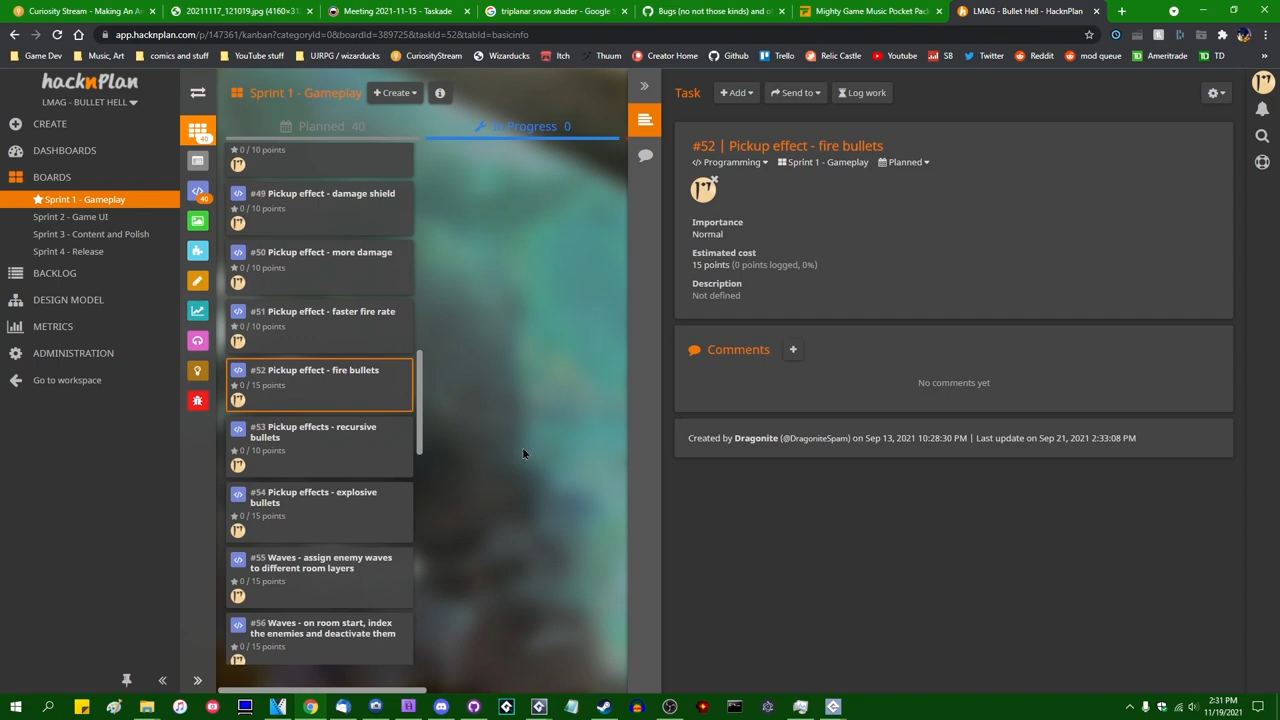 Curiosity Stream - Making An A
20211117_121019.jpg (4160×31
Meeting 2021-11-15 - Taskade
triplanar snow shader - Google S
Bugs (no not those kinds) and o
Mighty Game Music Pocket Pack
LMAG - Bullet Hell - HacknPlan
app.hacknplan.com/p/147361/kanban?categoryId=0&boardId=389725&taskId=52&tabId=basicinfo
Game Dev
Music, Art
comics and stuff
YouTube stuff
UJRPG / wizarducks
CuriosityStream
Wizarducks
Itch
Thuum
Creator Home
Github
Trello
Relic Castle
Youtube
SB
Twitter
Reddit
mod queue
Ameritrade
TD
hacknPlan
LMAG - BULLET HELL
CREATE
DASHBOARDS
BOARDS
Sprint 1 - Gameplay
Sprint 2 - Game UI
Sprint 3 - Content and Polish
Sprint 4 - Release
BACKLOG
DESIGN MODEL
METRICS
ADMINISTRATION
Go to workspace
40
40
Sprint 1 - Gameplay
+ Create
Planned 40
In Progress 0
0 / 10 points
#49 Pickup effect - damage shield
0 / 10 points
#50 Pickup effect - more damage
0 / 10 points
#51 Pickup effect - faster fire rate
0 / 10 points
#52 Pickup effect - fire bullets
0 / 15 points
#53 Pickup effects - recursive
bullets
0 / 10 points
#54 Pickup effects - explosive
bullets
0 / 15 points
#55 Waves - assign enemy waves
to different room layers
0 / 15 points
#56 Waves - on room start, index
the enemies and deactivate them
0 / 15 points
Task
+ Add
Send to
Log work
#52 | Pickup effect - fire bullets
Programming
Sprint 1 - Gameplay
Planned
Importance
Normal
Estimated cost
15 points (0 points logged, 0%)
Description
Not defined
Comments
+
No comments yet
Created by Dragonite (@DragoniteSpam) on Sep 13, 2021 10:28:30 PM | Last update on Sep 21, 2021 2:33:08 PM
2:31 PM
11/19/2021